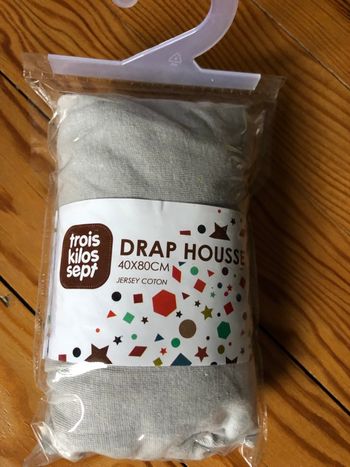 trois
kilos
sept
DRAP HOUSSE
40X80CM
JERSEY COTON